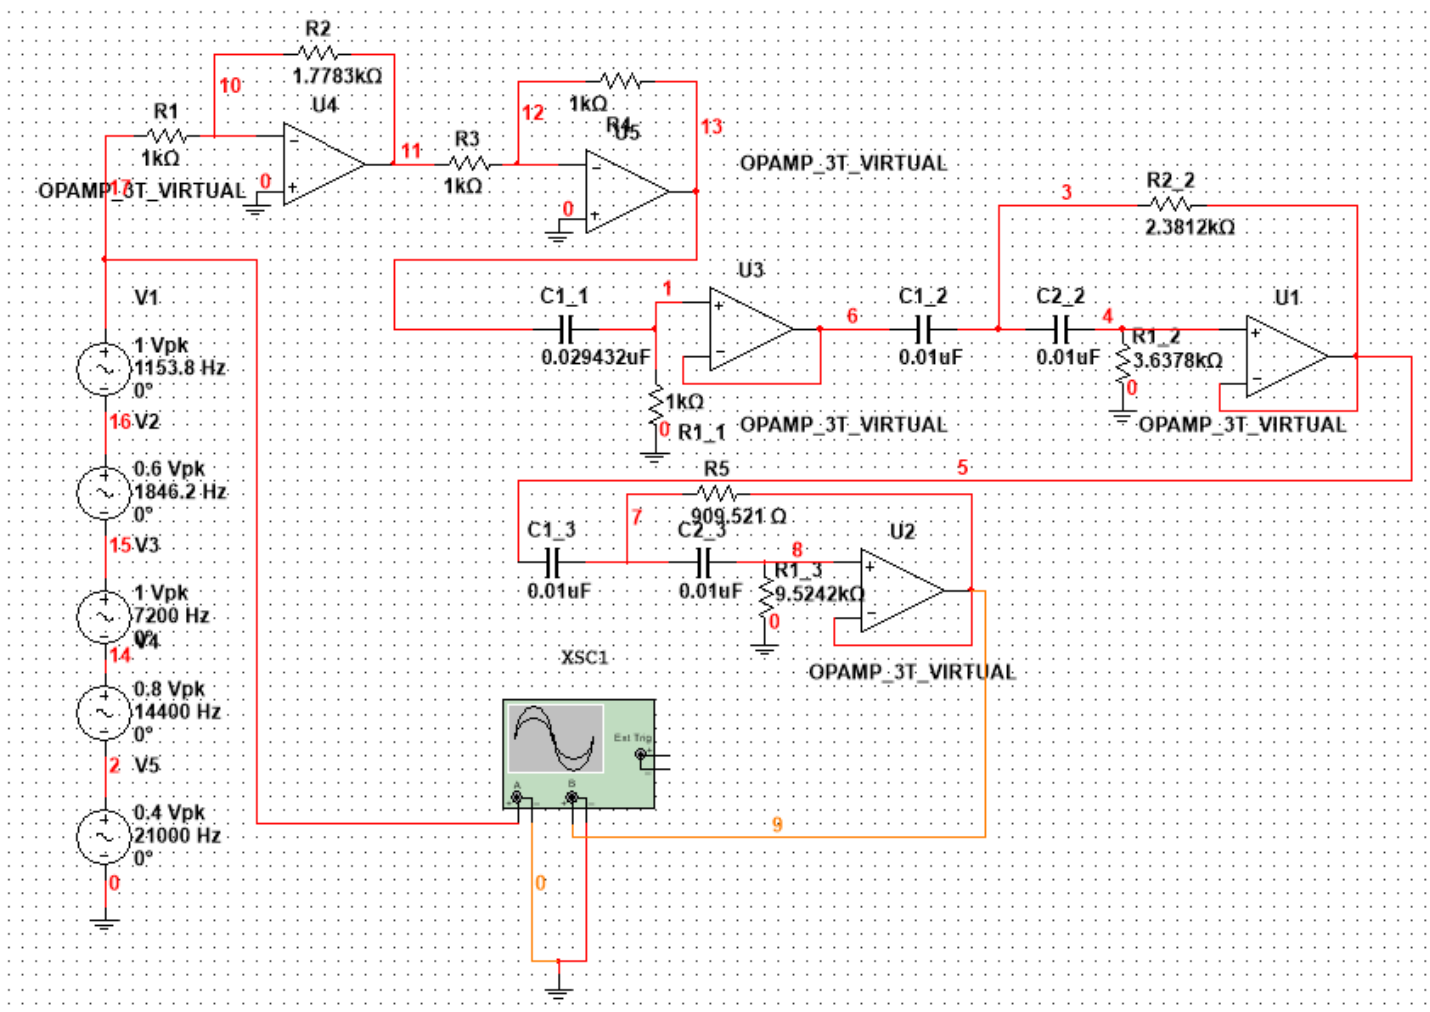 R2
1.7783kΩ
10
U4
R1
1kΩ
11
0
OPAMP_3T_VIRTUAL
17
R3
1kΩ
12
1kΩ
R4
U5
13
0
OPAMP_3T_VIRTUAL
3
R2_2
2.3812kΩ
U3
C1_1
0.029432uF
1
6
C1_2
0.01uF
C2_2
0.01uF
4
U1
R1_2
3.6378kΩ
0
OPAMP_3T_VIRTUAL
1kΩ
0
R1_1
OPAMP_3T_VIRTUAL
V1
1 Vpk
1153.8 Hz
0°
16
V2
0.6 Vpk
1846.2 Hz
0°
15
V3
1 Vpk
7200 Hz
0°
V4
14
0.8 Vpk
14400 Hz
0°
2
V5
0.4 Vpk
21000 Hz
0°
0
5
R5
909.521 Ω
7
C1_3
0.01uF
C2_3
0.01uF
8
U2
R1_3
9.5242kΩ
0
OPAMP_3T_VIRTUAL
XSC1
Ext Trig
+
A
B
9
0